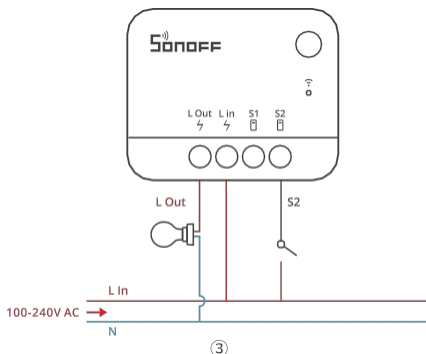 SONOFF
L Out L in S1 S2
L Out
S2
L In
100-240V AC
N
③